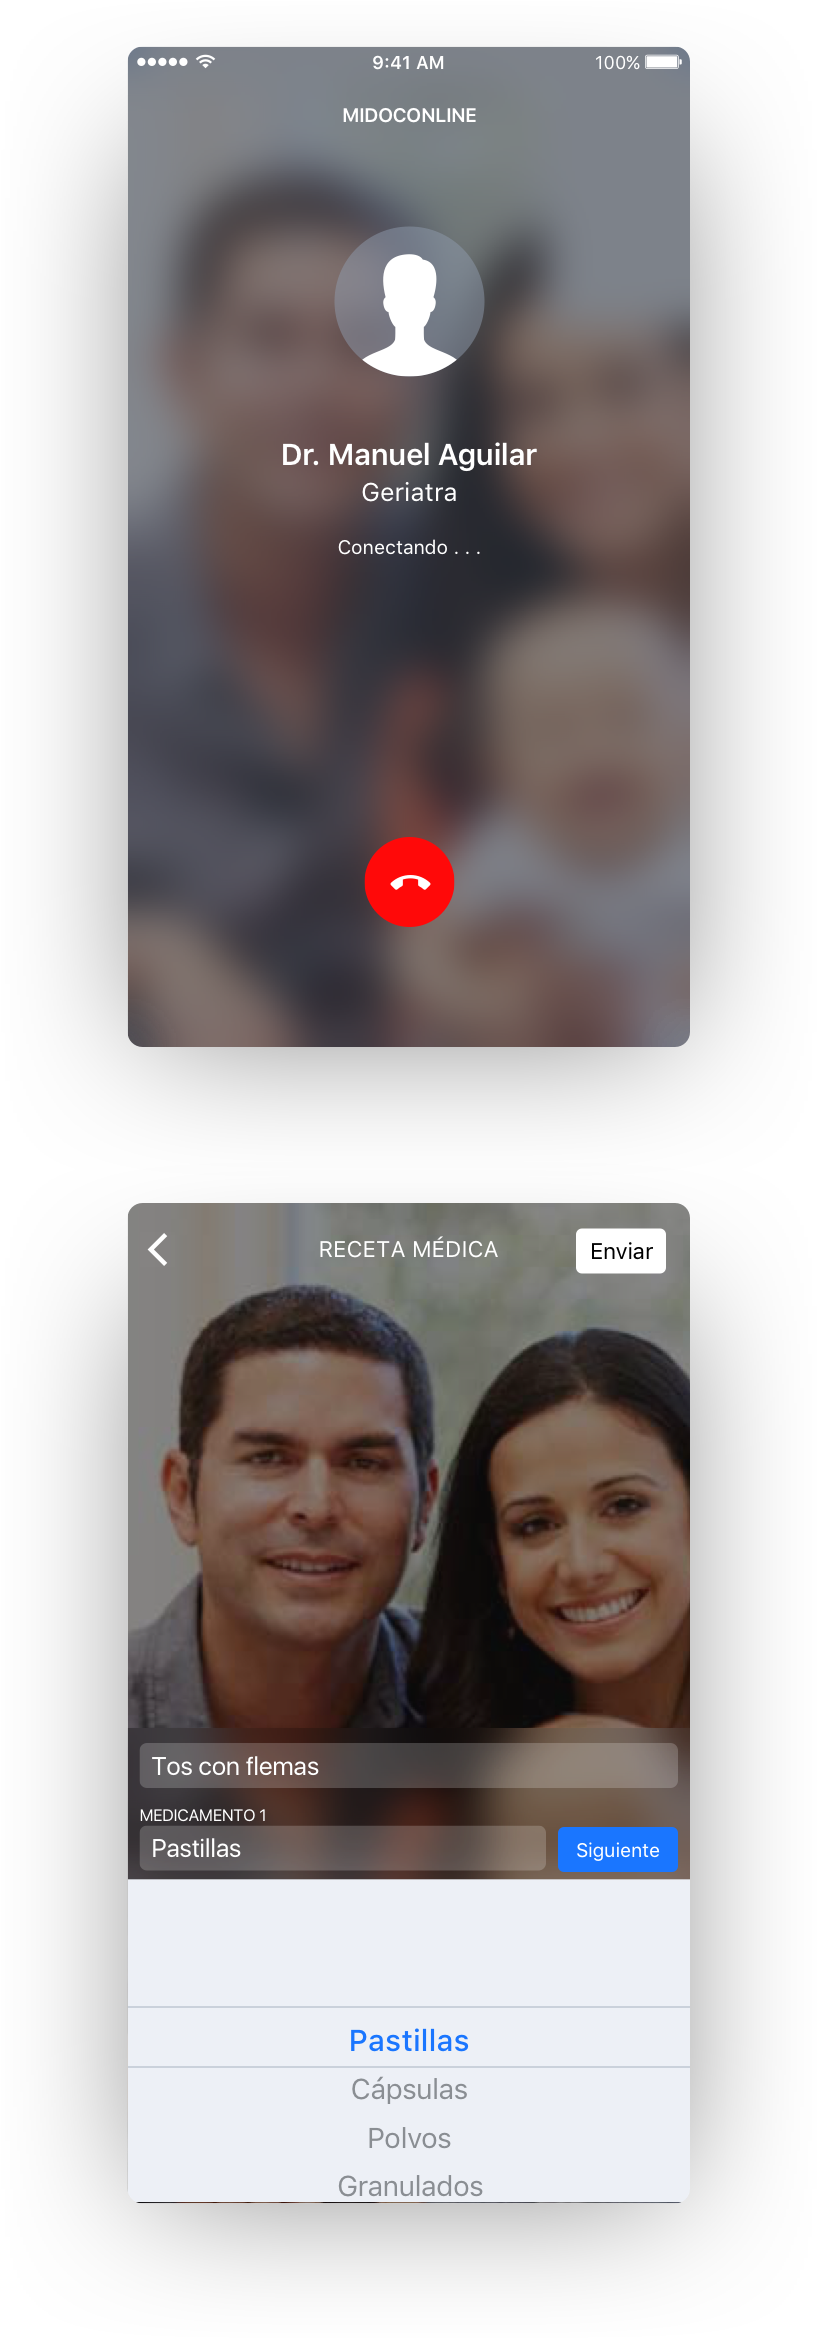 9:41 AM
100%
MIDOCONLINE
Dr. Manuel Aguilar
Geriatra
Conectando . . .
RECETA MÉDICA
Enviar
Tos con flemas
MEDICAMENTO 1
Pastillas
Siguiente
Pastillas
Cápsulas
Polvos
Granulados